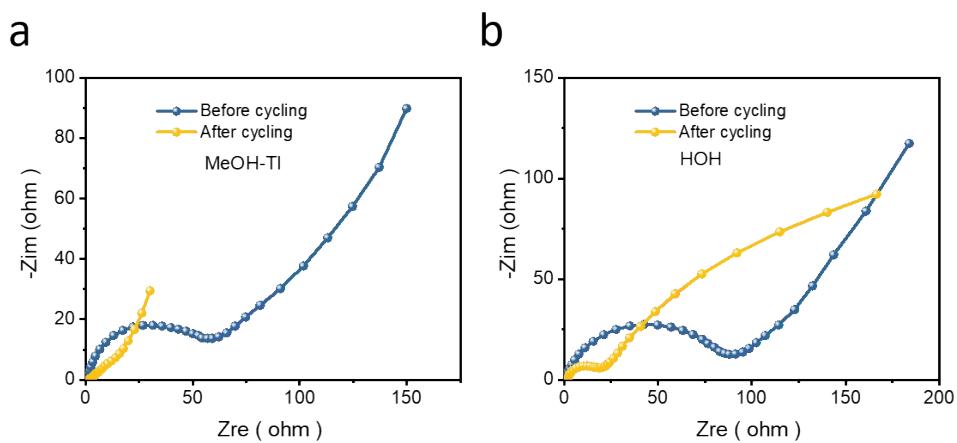 a
100
80
60
40
20
0
-Zim (ohm )
Before cycling
After cycling
MeOH-TI
0
50
100
150
Zre ( ohm )
b
150
100
50
0
-Zim (ohm )
Before cycling
After cycling
HOH
0
50
100
150
200
Zre ( ohm )